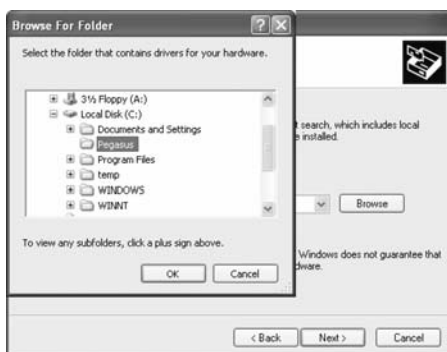 Browse For Folder
Select the folder that contains drivers for your hardware.
3½ Floppy (A:)
Local Disk (C:)
Documents and Settings
Pegasus
Program Files
temp
WINDOWS
WINNT
To view any subfolders, click a plus sign above.
OK Cancel
t search, which includes local
e installed.
Browse
Windows does not guarantee that
dware.
< Back Next > Cancel